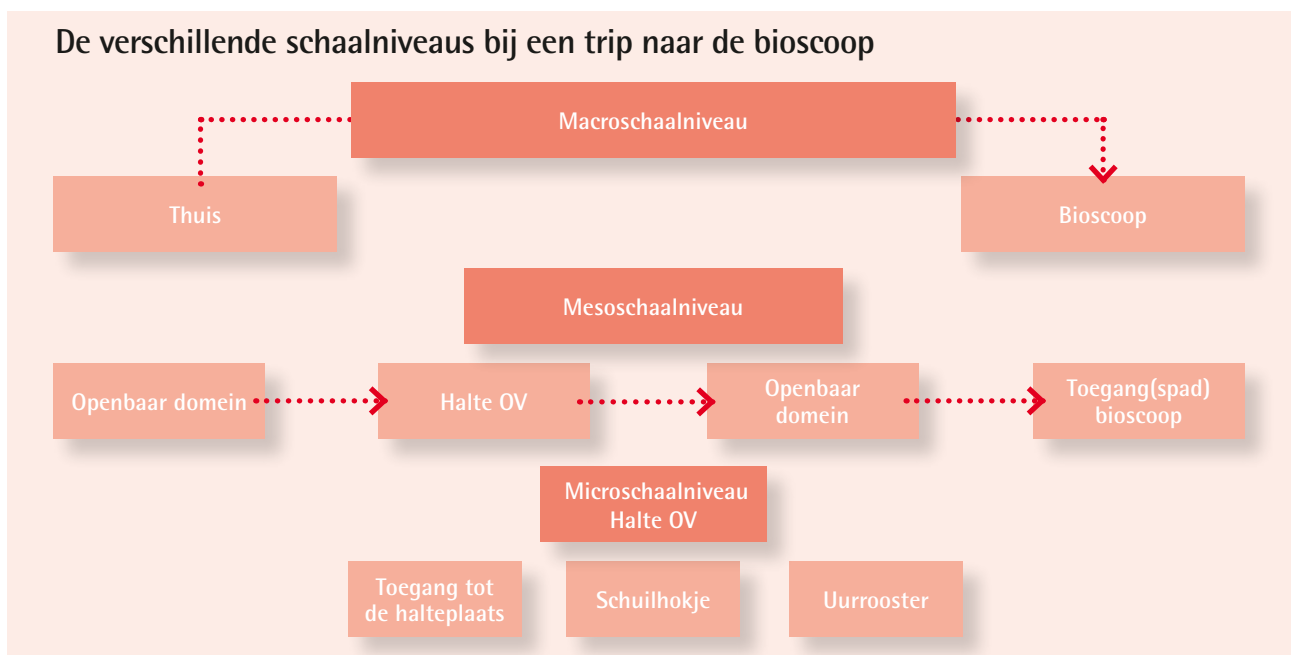 De verschillende schaalniveaus bij een trip naar de bioscoop
Macroschaalniveau
Thuis
Bioscoop
Mesoschaalniveau
Openbaar domein
Halte OV
Openbaar
domein
Toegang(spad)
bioscoop
Microschaalniveau
Halte OV
Toegang tot
de halteplaats
Schuilhokje
Uurrooster